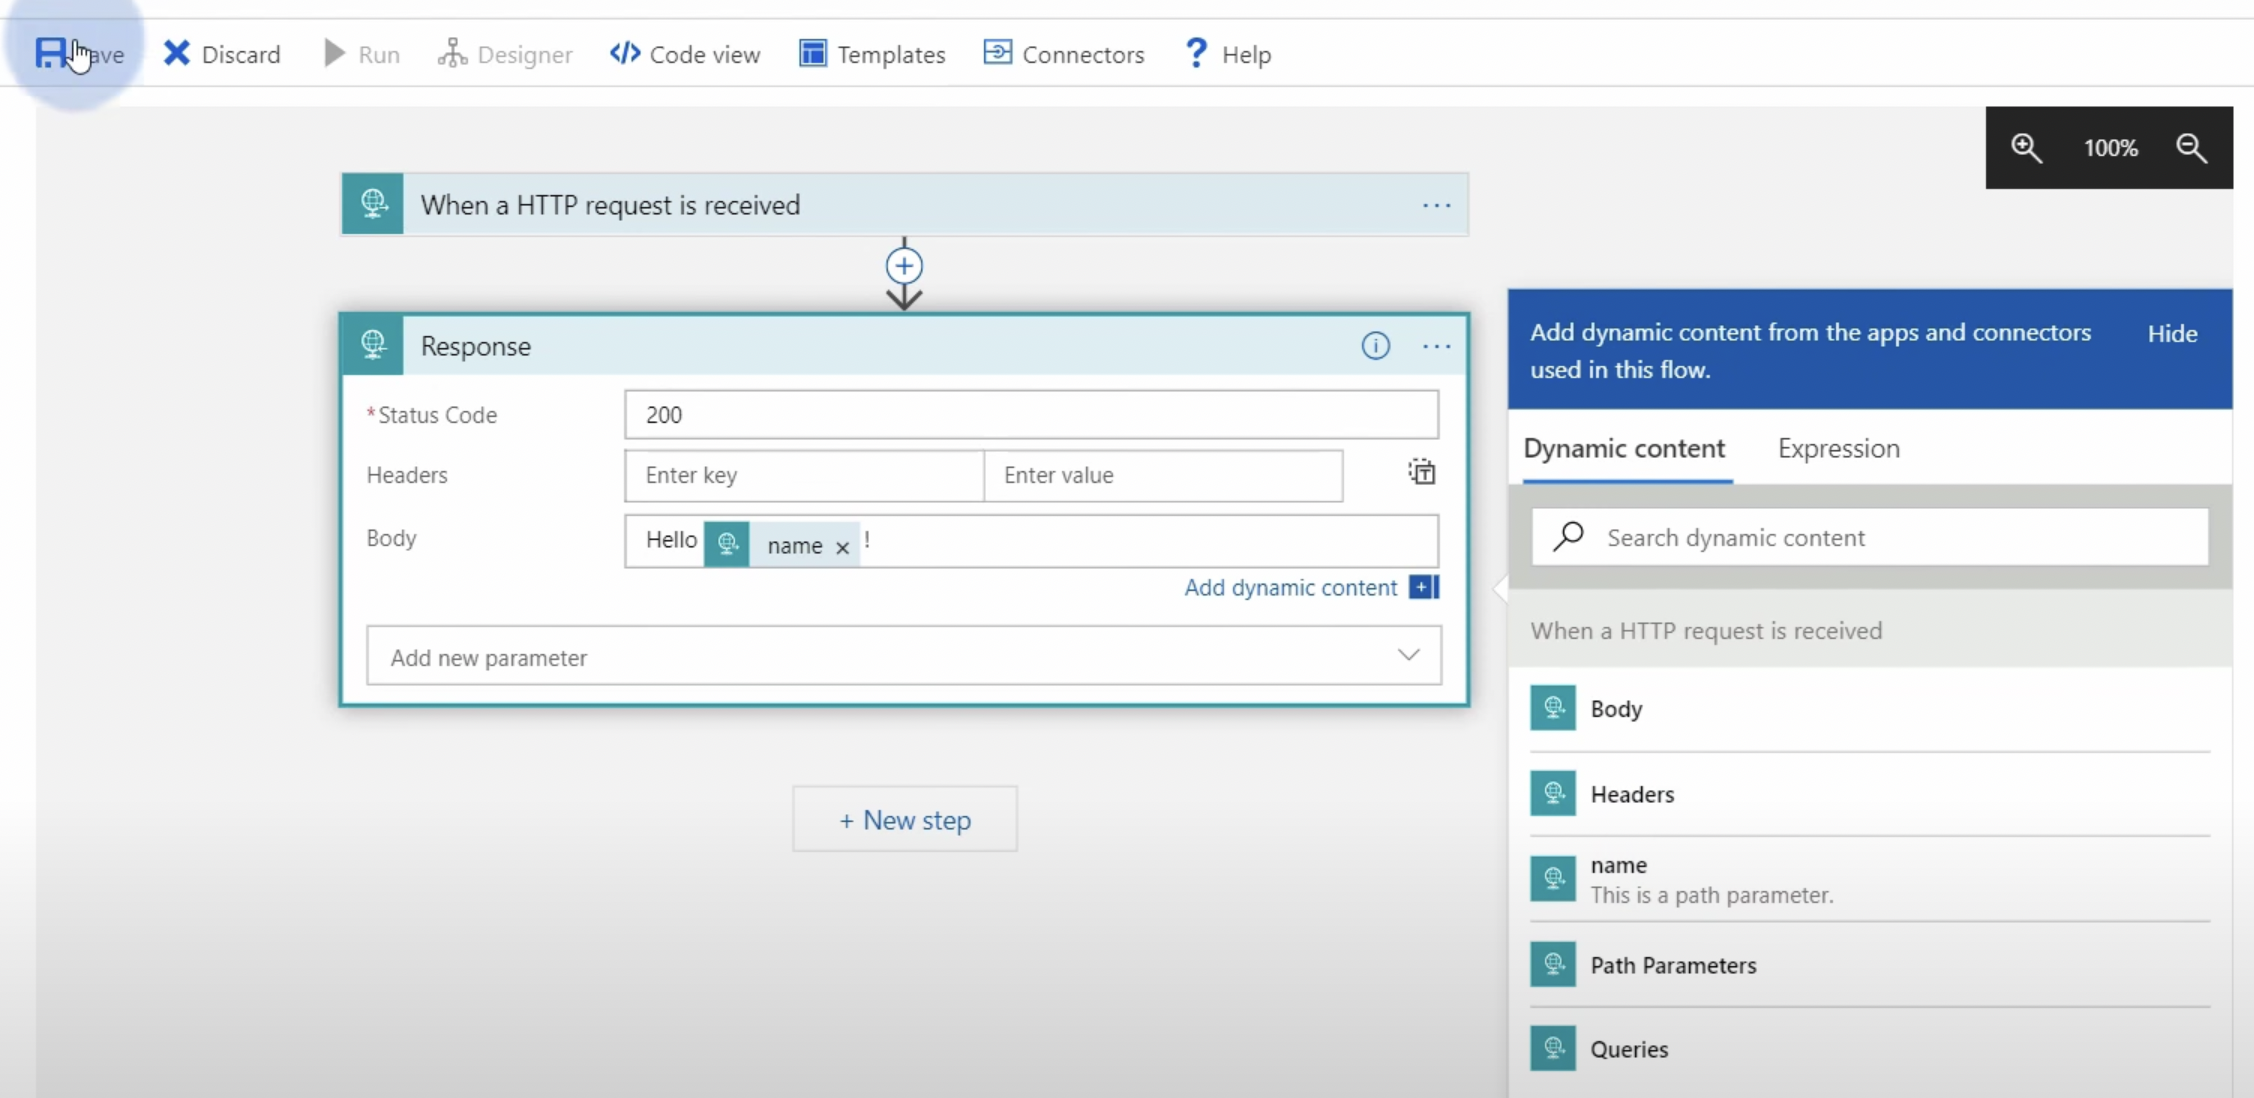 ave
Discard
Run
Designer
Code view
Templates
Connectors
? Help
100%
When a HTTP request is received
...
Response
...
*Status Code
200
Headers
Enter key
Enter value
Body
Hello name × !
Add dynamic content
Add new parameter
+ New step
Add dynamic content from the apps and connectors
used in this flow.
Hide
Dynamic content
Expression
Search dynamic content
When a HTTP request is received
Body
Headers
name
This is a path parameter.
Path Parameters
Queries